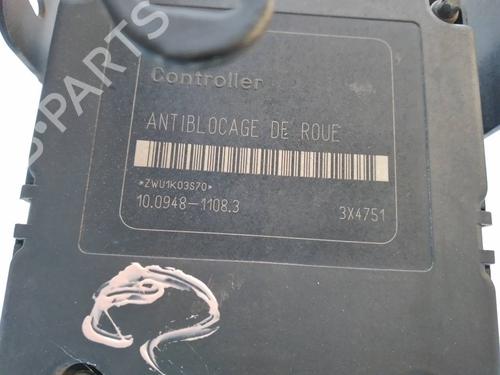 Controller
ANTIBLOCAGE DE ROUE
*ZWU1K03S70*
10.0948-1108.3 3X4751